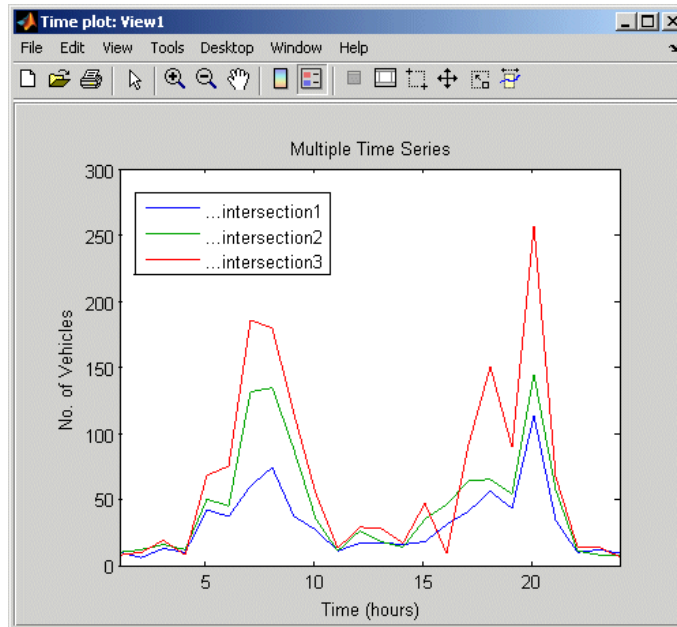 Time plot: View1
File Edit View Tools Desktop Window Help
Multiple Time Series
300
250
200
150
100
50
0
No. of Vehicles
...intersection1
...intersection2
...intersection3
5 10 15 20
Time (hours)